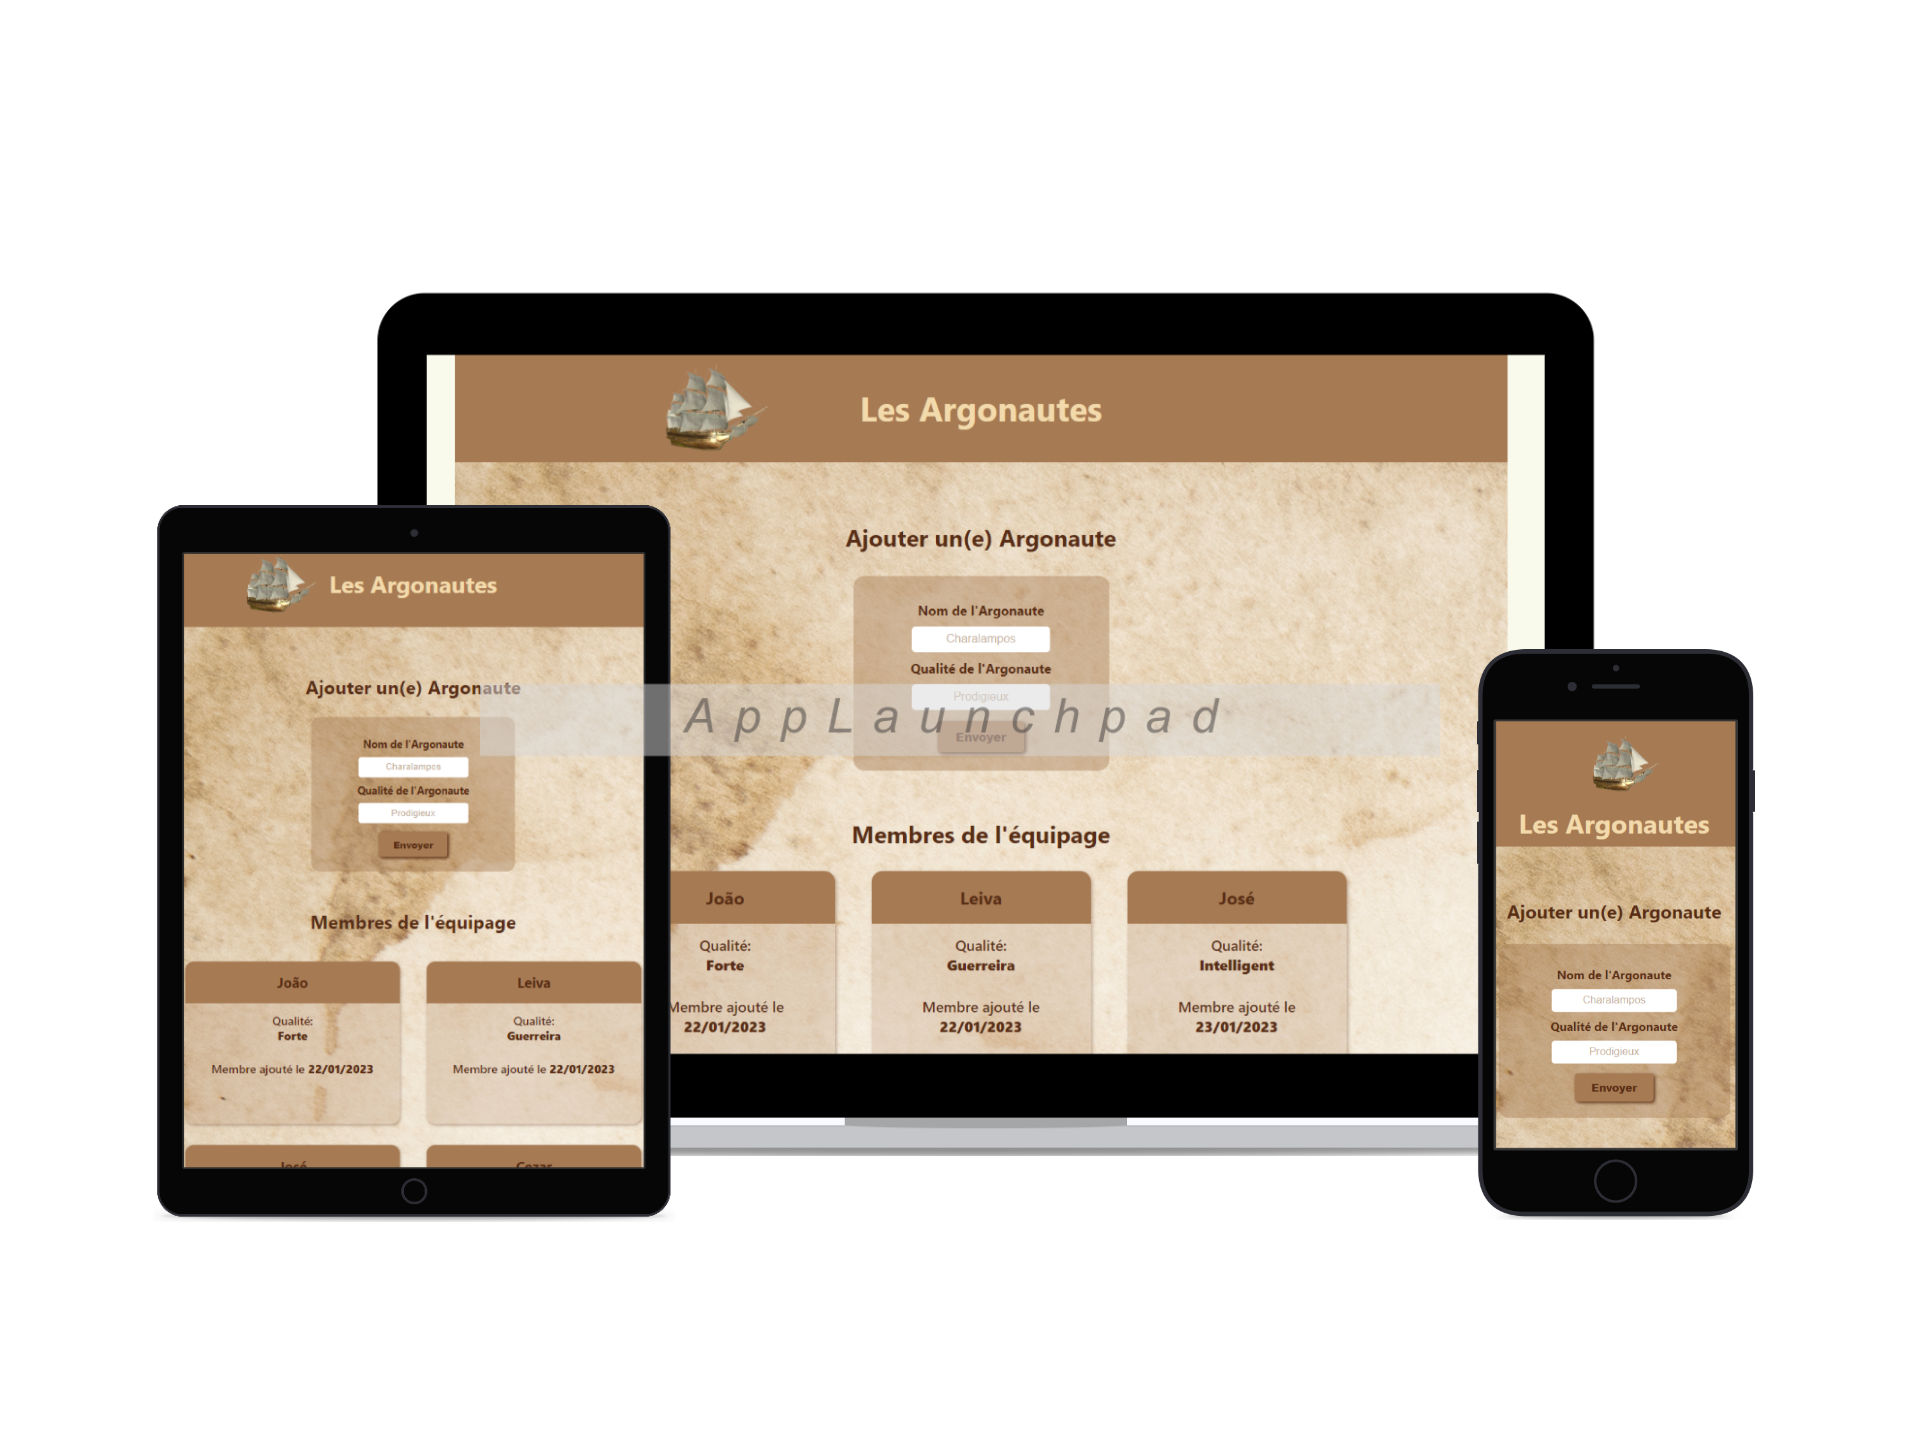 Les Argonautes
Ajouter un(e) Argonaute
Nom de l'Argonaute
Charalampos
Qualité de l'Argonaute
Prodigieux
Envoyer
Membres de l'équipage
João
Leiva
José
Qualité:
Forte
Qualité:
Guerreira
Qualité:
Intelligent
Membre ajouté le
22/01/2023
Membre ajouté le
22/01/2023
Membre ajouté le
23/01/2023
AppLaunchpad
Les Argonautes
Ajouter un(e) Argonaute
Nom de l'Argonaute
Charalampos
Qualité de l'Argonaute
Prodigieux
Envoyer
Membres de l'équipage
João
Leiva
Qualité:
Forte
Qualité:
Guerreira
Membre ajouté le 22/01/2023
Membre ajouté le 22/01/2023
José
Cezar
Les Argonautes
Ajouter un(e) Argonaute
Nom de l'Argonaute
Charalampos
Qualité de l'Argonaute
Prodigieux
Envoyer